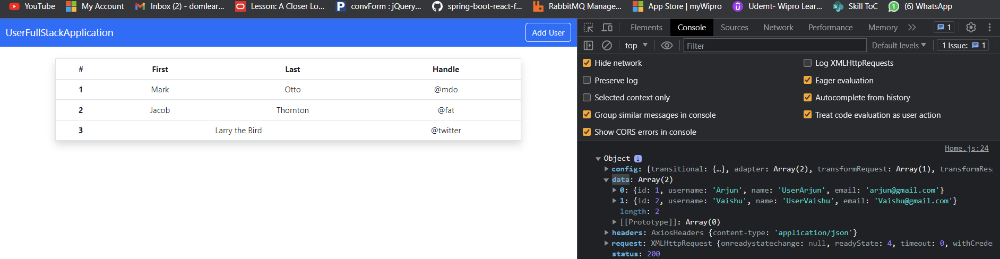 YouTube My Account Inbox (2) - domlear... Lesson: A Closer Lo... convForm : jQuery... spring-boot-react-f... RabbitMQ Manage... App Store | myWipro Udemt- Wipro Lear... Skill ToC (6) WhatsApp
UserFullStackApplication Add User
# First Last Handle
1 Mark Otto @mdo
2 Jacob Thornton @fat
3 Larry the Bird @twitter
Elements Console Sources Network Performance Memory 1
top Filter Default levels 1 Issue: 1
Hide network Log XMLHttpRequests
Preserve log Eager evaluation
Selected context only Autocomplete from history
Group similar messages in console Treat code evaluation as user action
Show CORS errors in console
Home.js:24
Object i
config: {transitional: {…}, adapter: Array(2), transformRequest: Array(1), transformResp
data: Array(2)
0: {id: 1, username: 'Arjun', name: 'UserArjun', email: 'arjun@gmail.com'}
1: {id: 2, username: 'Vaishu', name: 'UserVaishu', email: 'Vaishu@gmail.com'}
length: 2
[[Prototype]]: Array(0)
headers: AxiosHeaders {content-type: 'application/json'}
request: XMLHttpRequest {onreadystatechange: null, readyState: 4, timeout: 0, withCreden
status: 200